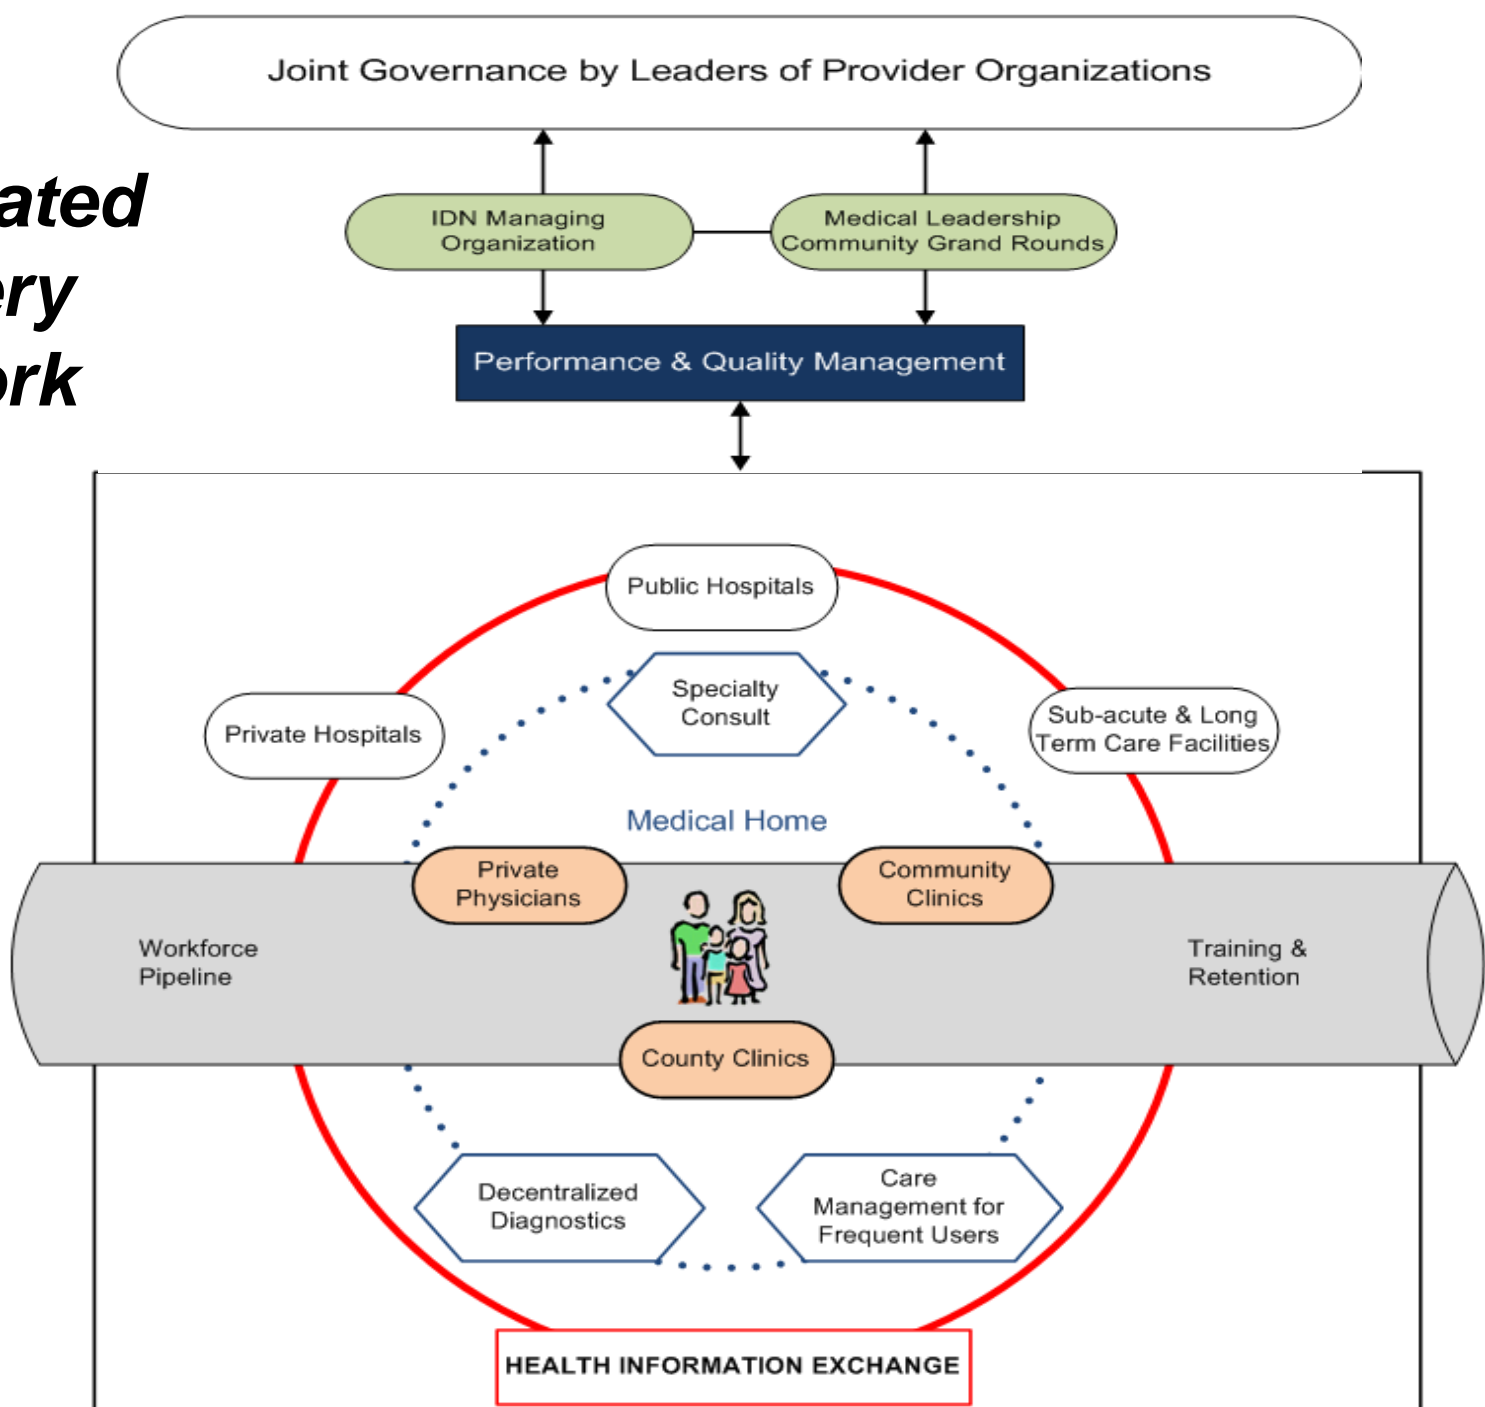 Joint Governance by Leaders of Provider Organizations
ated
ery
ork
IDN Managing
Organization
Medical Leadership
Community Grand Rounds
Performance & Quality Management
Public Hospitals
Specialty
Consult
Private Hospitals
Sub-acute & Long
Term Care Facilities
Medical Home
Private
Physicians
Community
Clinics
Workforce
Pipeline
Training &
Retention
County Clinics
Decentralized
Diagnostics
Care
Management for
Frequent Users
HEALTH INFORMATION EXCHANGE